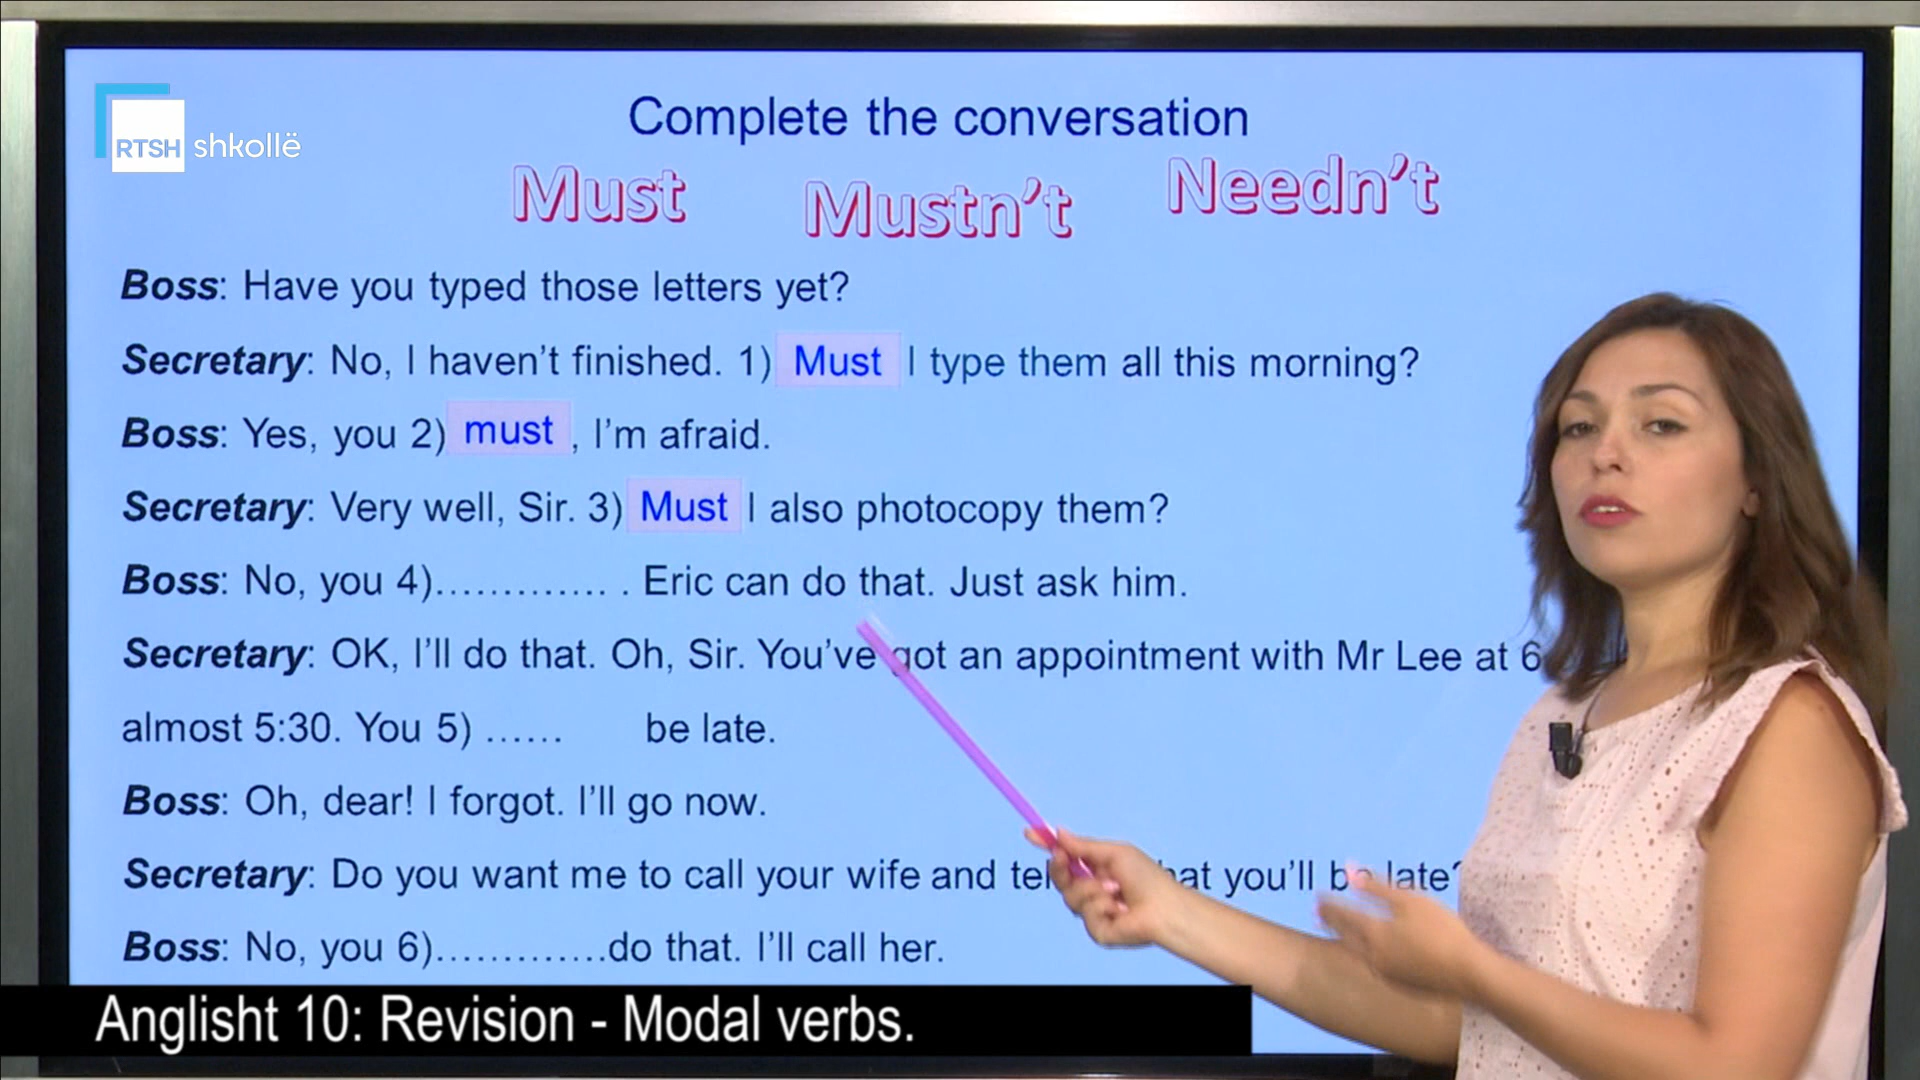 RTSH shkollë
Complete the conversation
Must Mustn't Needn't
Boss: Have you typed those letters yet?
Secretary: No, I haven't finished. 1) Must I type them all this morning?
Boss: Yes, you 2) must , I'm afraid.
Secretary: Very well, Sir. 3) Must I also photocopy them?
Boss: No, you 4)............. . Eric can do that. Just ask him.
Secretary: OK, I'll do that. Oh, Sir. You've got an appointment with Mr Lee at 6
almost 5:30. You 5) ...... be late.
Boss: Oh, dear! I forgot. I'll go now.
Secretary: Do you want me to call your wife and you'll be late?
Boss: No, you 6).............do that. I'll call her.
Anglisht 10: Revision - Modal verbs.